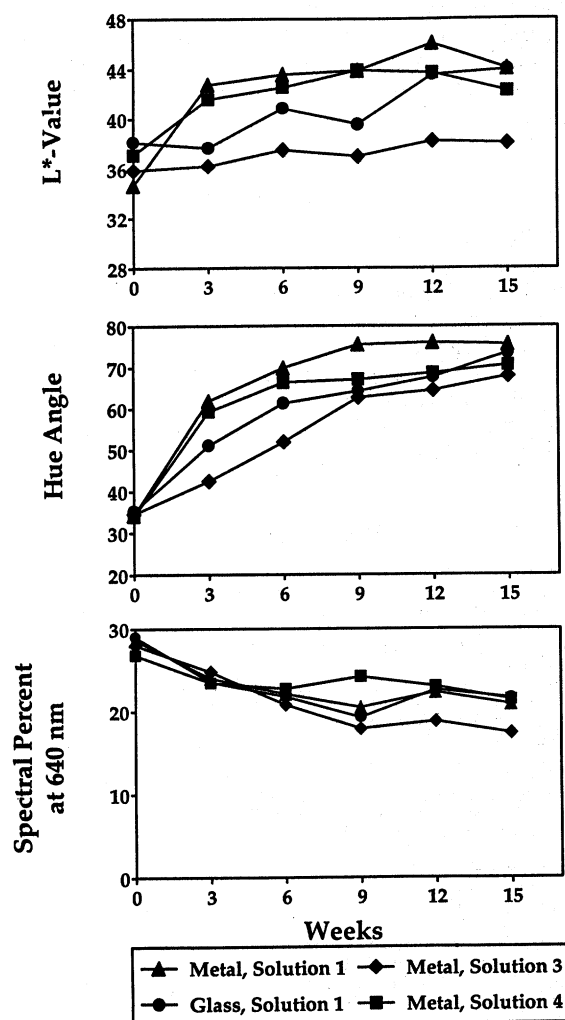 48
44
40
36
32
28
L*-Value
0 3 6 9 12 15
80
70
60
50
40
30
20
Hue Angle
0 3 6 9 12 15
30
20
10
0
Spectral Percent
at 640 nm
0 3 6 9 12 15
Weeks
Metal, Solution 1 Metal, Solution 3
Glass, Solution 1 Metal, Solution 4